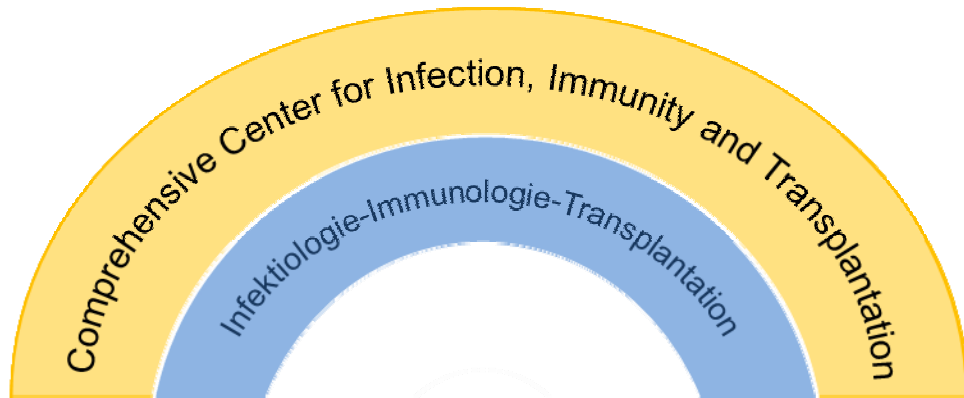 Comprehensive Center for Infection, Immunity and Transplantation
Infektiologie-Immunologie-Transplantation